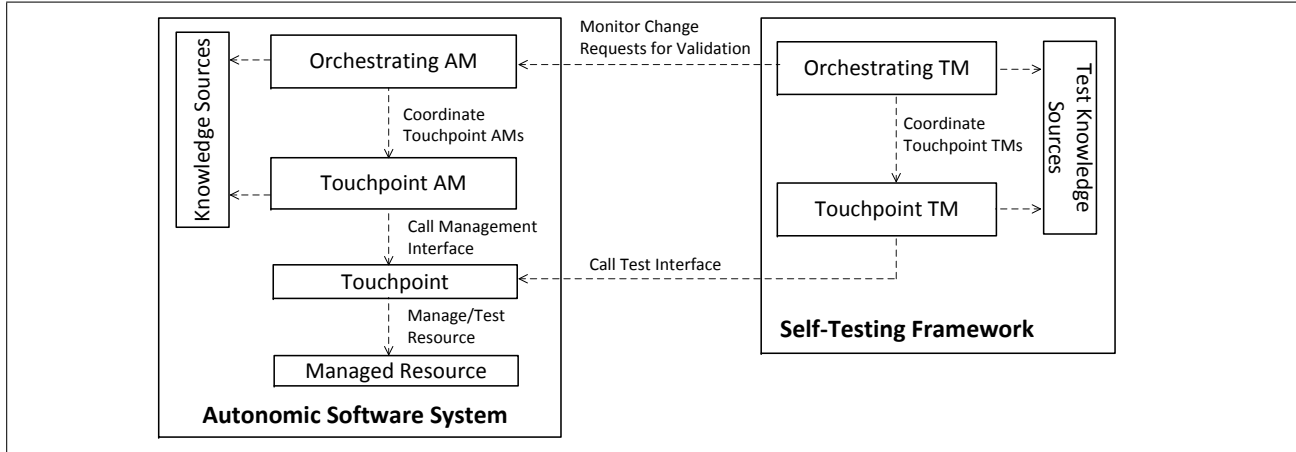 Knowledge Sources
Orchestrating AM
Coordinate
Touchpoint AMs
Touchpoint AM
Call Management
Interface
Touchpoint
Manage/Test
Resource
Managed Resource
Autonomic Software System
Monitor Change
Requests for Validation
Call Test Interface
Orchestrating TM
Coordinate
Touchpoint TMs
Touchpoint TM
Test Knowledge
Sources
Self-Testing Framework